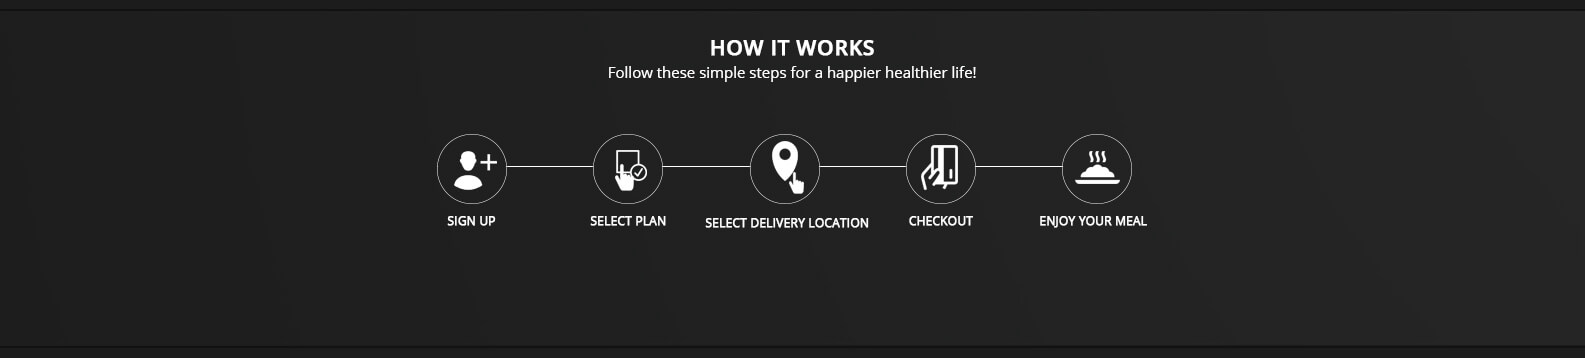 HOW IT WORKS
Follow these simple steps for a happier healthier life!
SIGN UP
SELECT PLAN
SELECT DELIVERY LOCATION
CHECKOUT
ENJOY YOUR MEAL